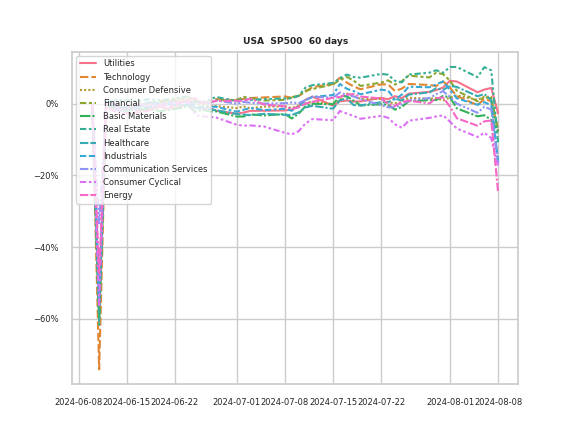 USA SP500 60 days
Utilities
Technology
Consumer Defensive
Financial
Basic Materials
Real Estate
Healthcare
Industrials
Communication Services
Consumer Cyclical
Energy
0%
−20%
−40%
−60%
2024-06-08 2024-06-15 2024-06-22 2024-07-01 2024-07-08 2024-07-15 2024-07-22 2024-08-01 2024-08-08